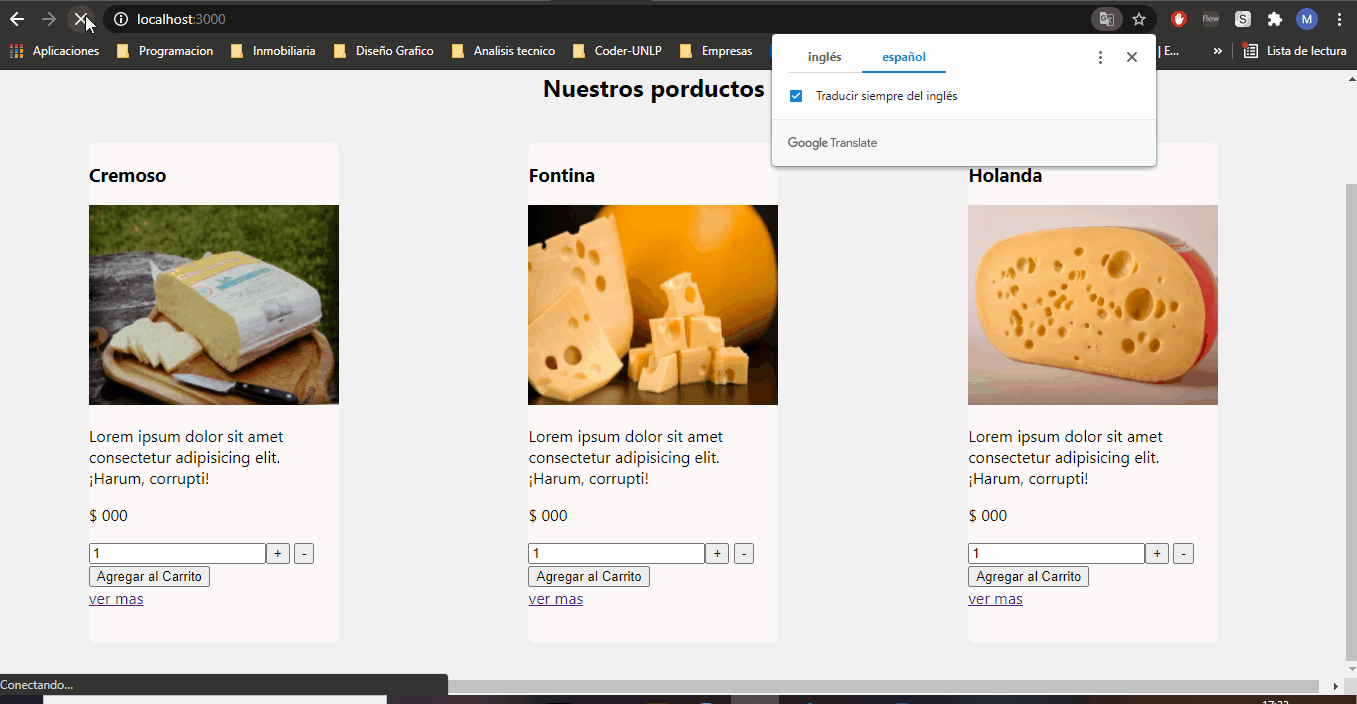 localhost:3000
flow
S
M
Aplicaciones
Programacion
Inmobiliaria
Diseño Grafico
Analisis tecnico
Coder-UNLP
Empresas
| E...
»
Lista de lectura
inglés
español
Traducir siempre del inglés
Google Translate
Nuestros porductos
Cremoso
Fontina
Holanda
Lorem ipsum dolor sit amet
consectetur adipisicing elit.
¡Harum, corrupti!
Lorem ipsum dolor sit amet
consectetur adipisicing elit.
¡Harum, corrupti!
Lorem ipsum dolor sit amet
consectetur adipisicing elit.
¡Harum, corrupti!
$ 000
$ 000
$ 000
1 + -
1 + -
1 + -
Agregar al Carrito
Agregar al Carrito
Agregar al Carrito
ver mas
ver mas
ver mas
Conectando...